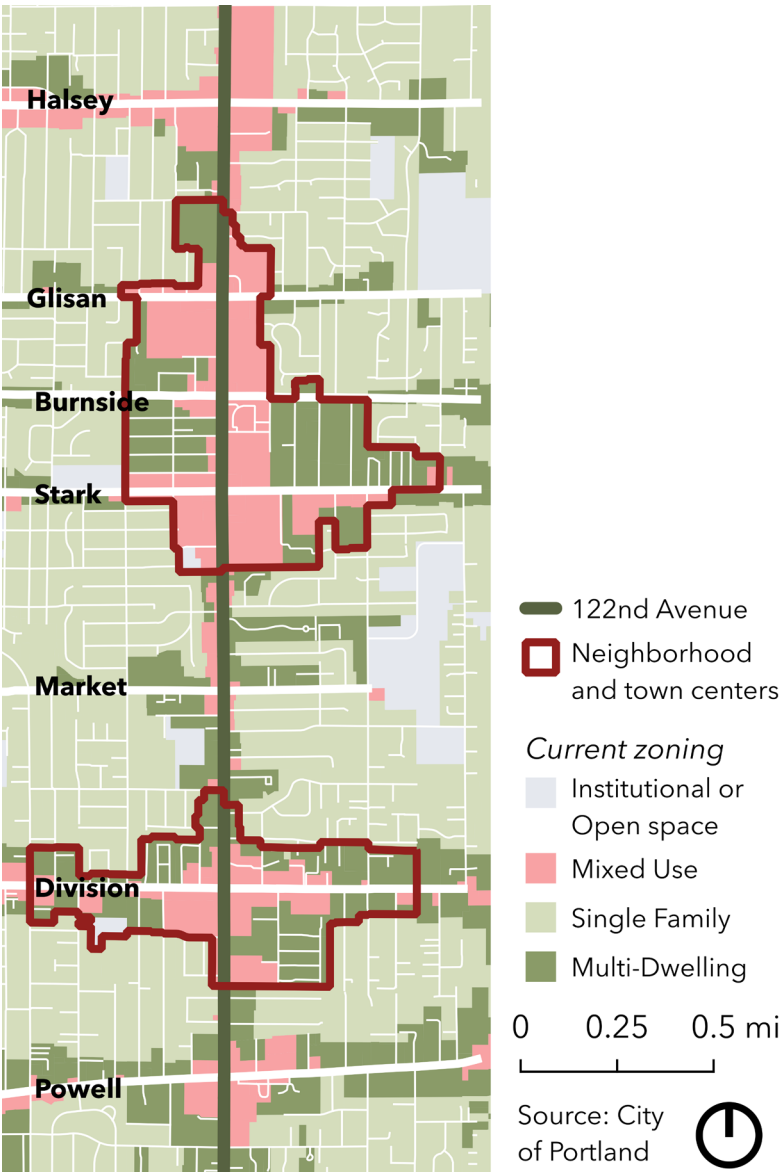 Halsey
Glisan
Burnside
Stark
Market
Division
Powell
122nd Avenue
Neighborhood
and town centers
Current zoning
Institutional or
Open space
Mixed Use
Single Family
Multi-Dwelling
0 0.25 0.5 mi
Source: City
of Portland